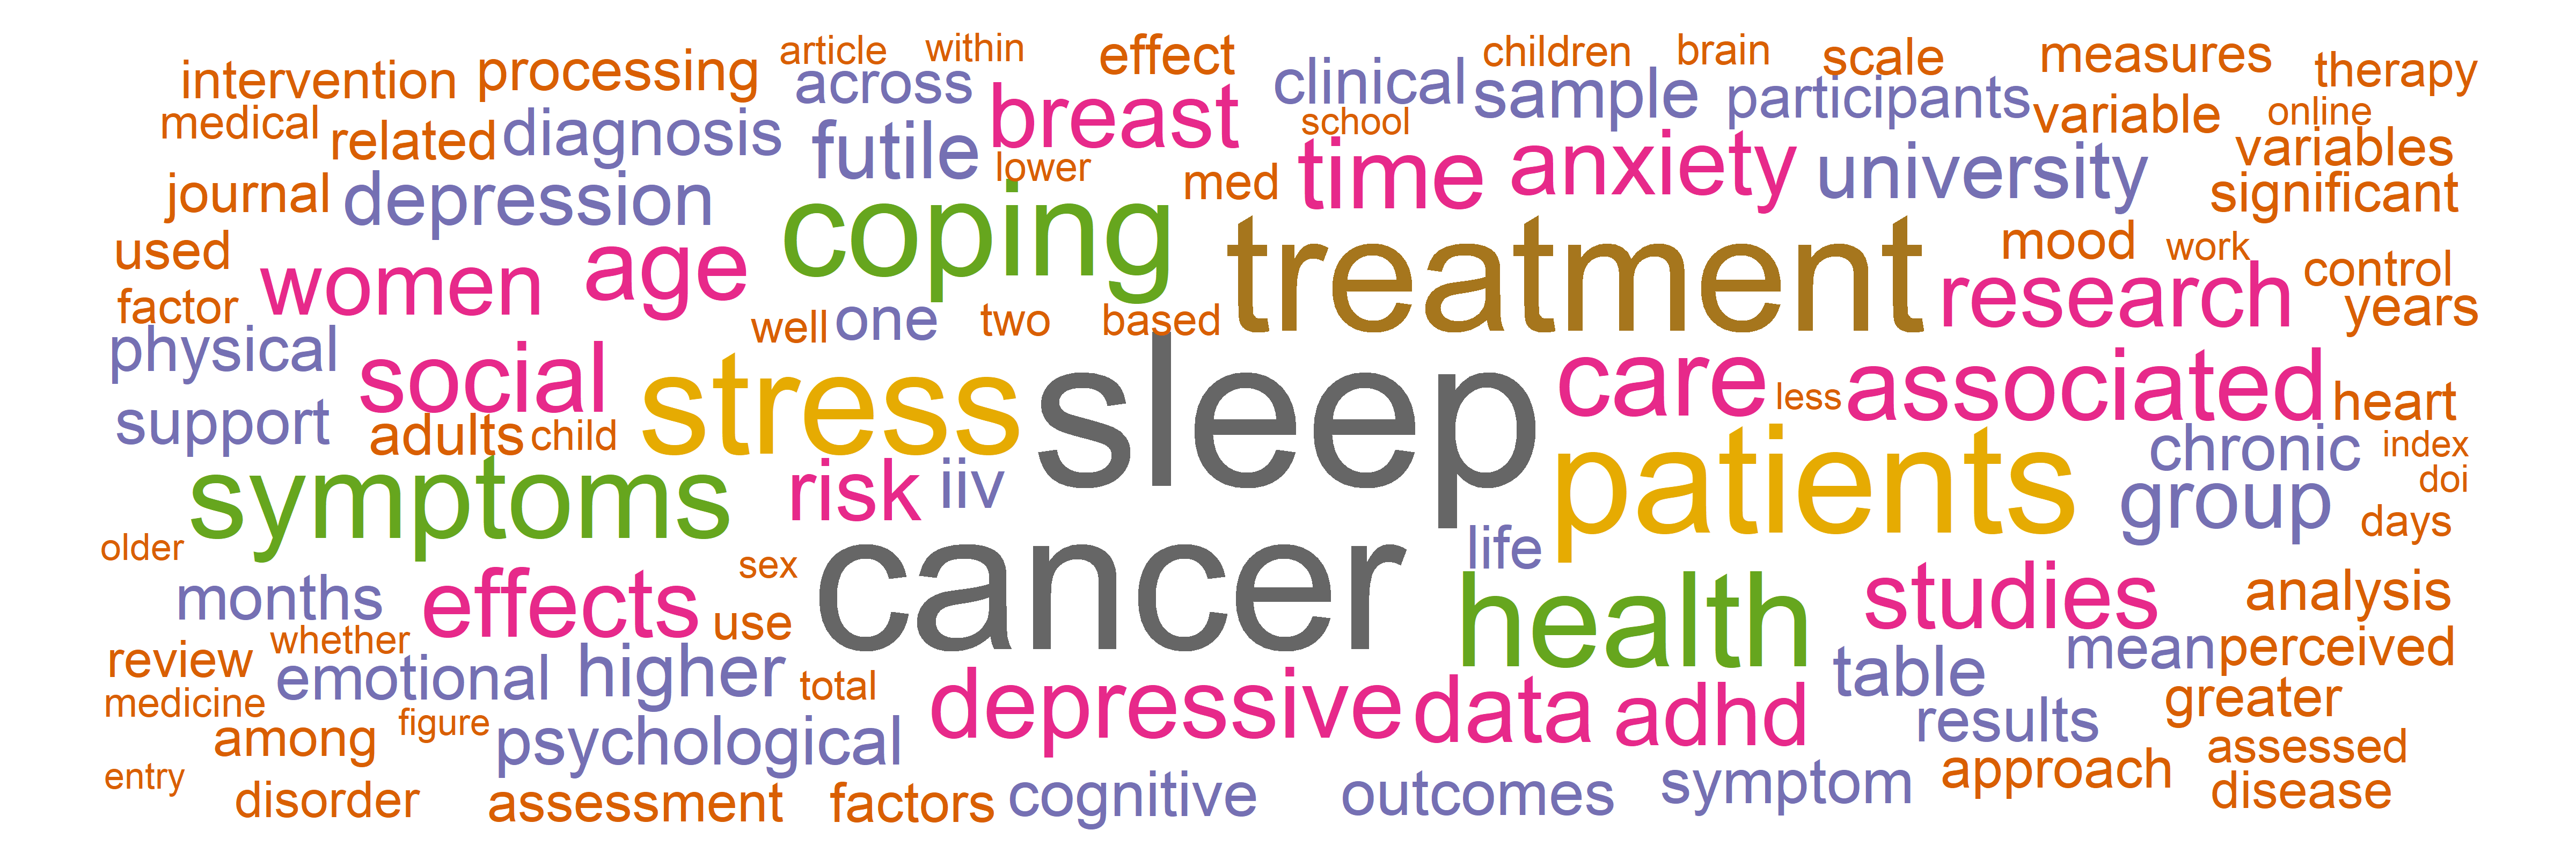 article within effect children brain scale measures therapy
intervention processing across breast clinical sample participants variable online
medical related diagnosis futile lower school time anxiety university variables
journal depression coping med significant
used women age treatment mood work control
factor well one two based research years
physical social stress sleep care less associated heart
support adults child chronic index
symptoms risk iiv patients group doi
older sex cancer life days
months effects use health studies analysis
review whether emotional higher total depressive data adhd table mean perceived
medicine figure psychological results greater
among assessed
entry disorder assessment factors cognitive outcomes symptom approach disease